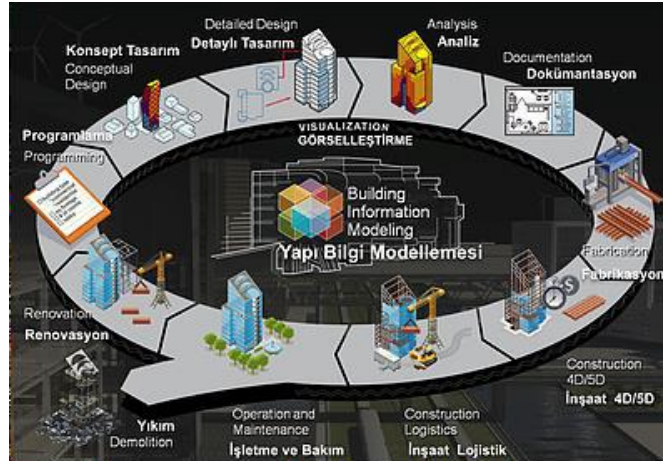 Detailed Design
Detaylı Tasarım
Analysis
Analiz
Konsept Tasarım
Conceptual
Design
Documentation
Dokümantasyon
VISUALIZATION
GÖRSELLEŞTİRME
Programlama
Programming
Building
Information
Modeling
Yapı Bilgi Modellemesi
Fabrication
Fabrikasyon
Renovation
Renovasyon
Construction
4D/5D
İnşaat 4D/5D
Yıkım
Demolition
Operation and
Maintenance
İşletme ve Bakım
Construction
Logistics
İnşaat Lojistik